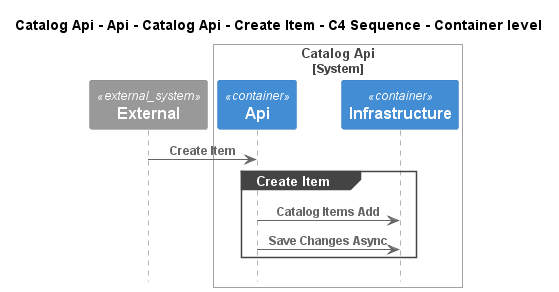 Catalog Api - Api - Catalog Api - Create Item - C4 Sequence - Container level
Catalog Api
[System]
«external_system»
External
«container»
Api
«container»
Infrastructure
Create Item
Create Item
Catalog Items Add
Save Changes Async